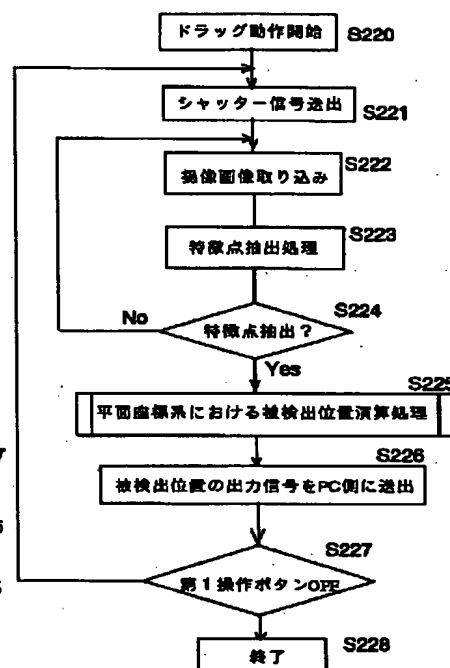 ドラッグ動作開始 S220
シャッター信号送出 S221
撮像画像取り込み S222
特徴点抽出処理 S223
特徴点抽出? S224
No
Yes
平面座標系における被検出位置演算処理 S225
被検出位置の出力信号をPC側に送出 S226
第1操作ボタンOFF S227
終了 S228